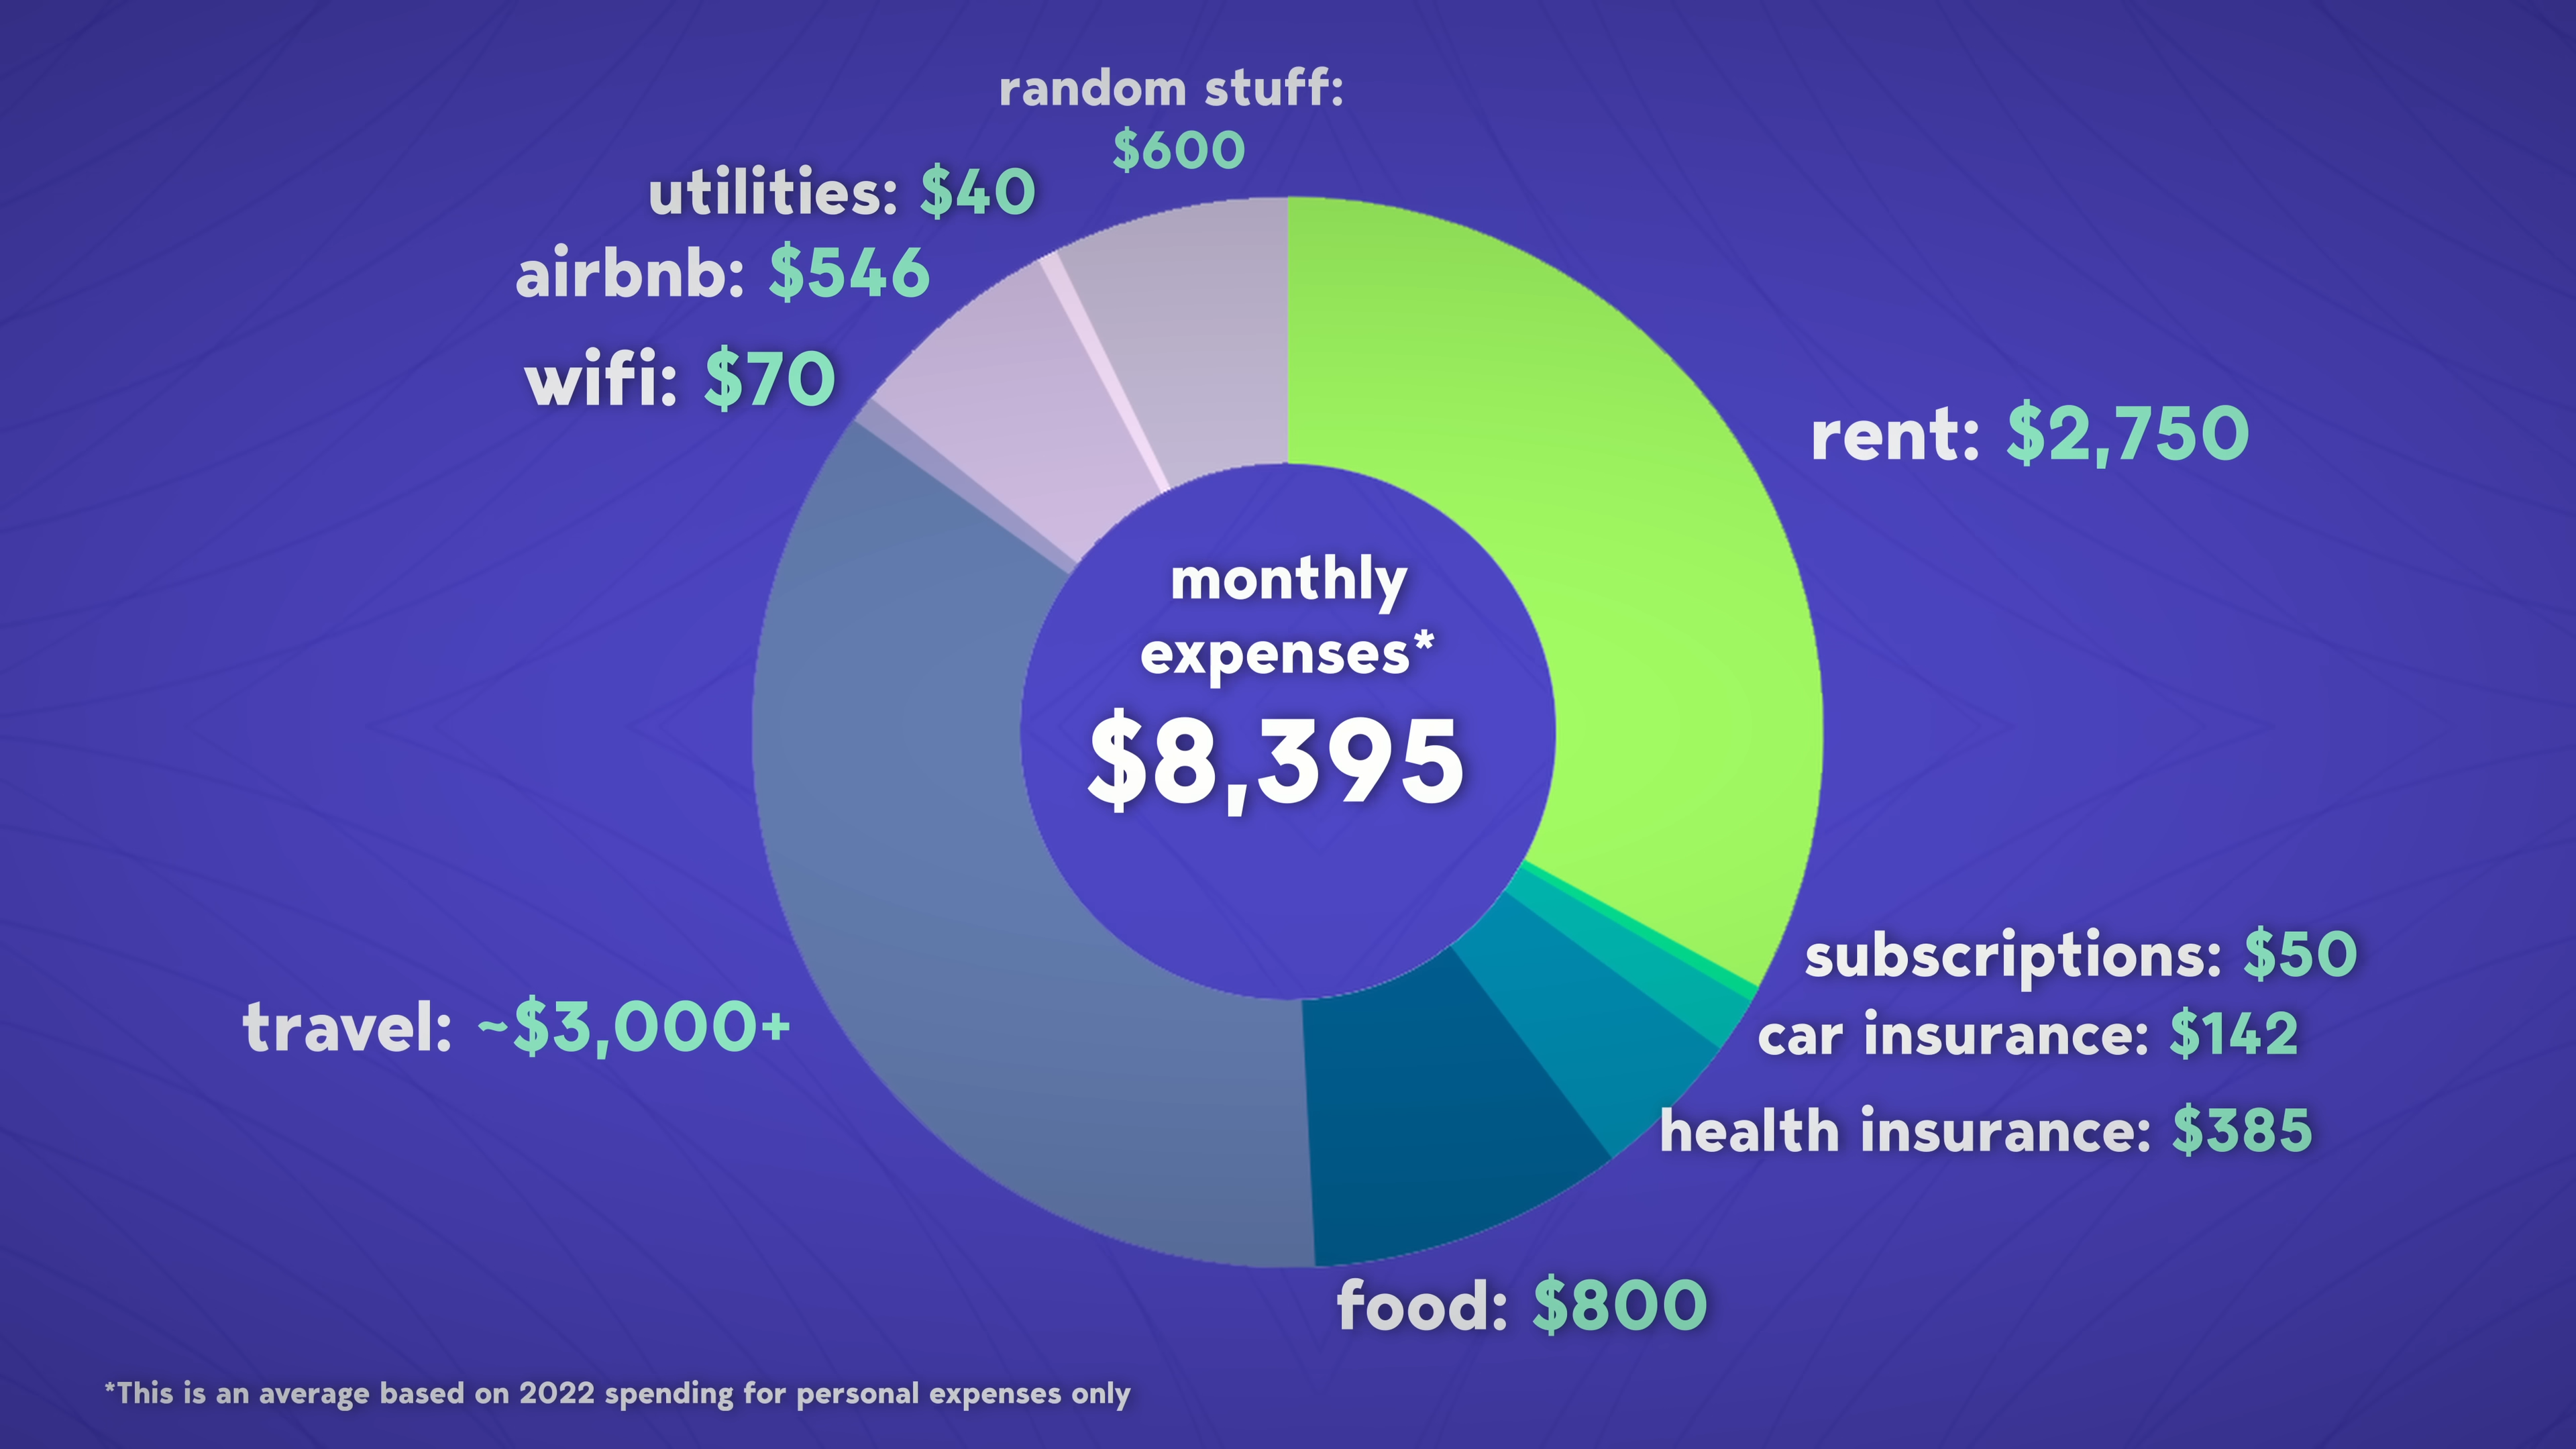 random stuff:
$600
utilities: $40
airbnb: $546
wifi: $70
rent: $2,750
monthly
expenses*
$8,395
subscriptions: $50
car insurance: $142
health insurance: $385
travel: ~$3,000+
food: $800
*This is an average based on 2022 spending for personal expenses only